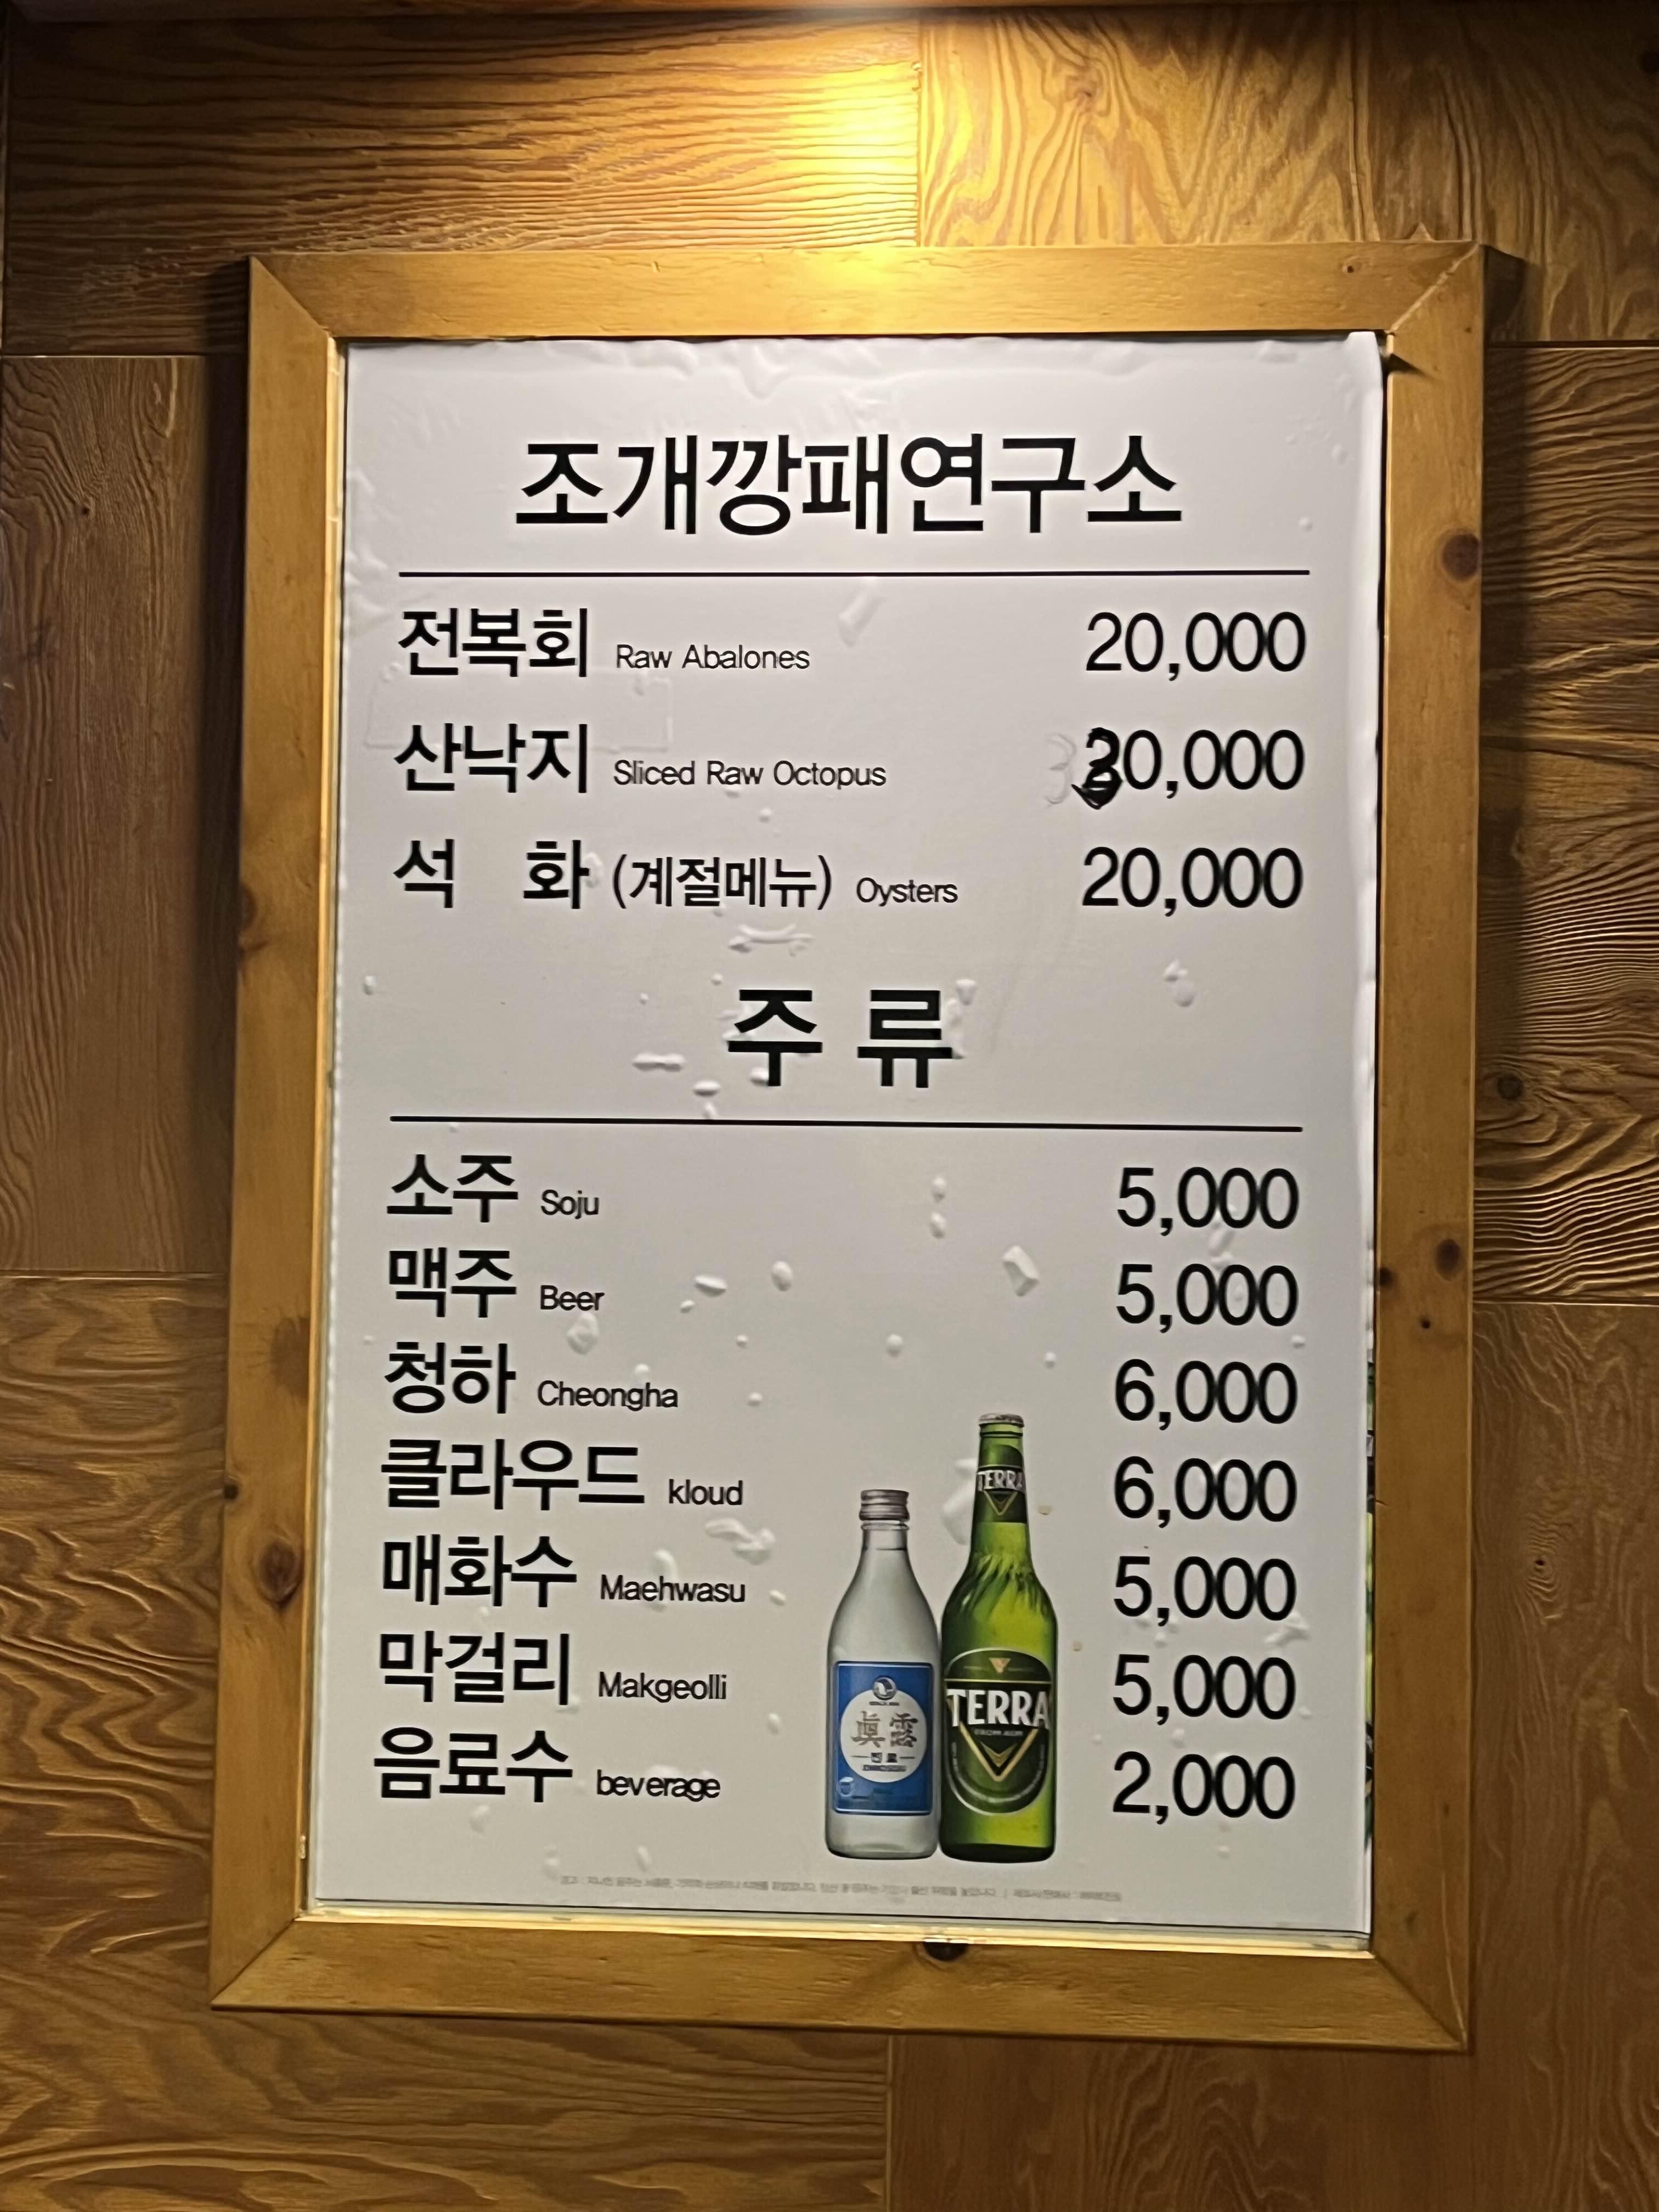 조개깡패연구소
전복회 Raw Abalones 20,000
산낙지 Sliced Raw Octopus 30,000
석 화 (계절메뉴) Oysters 20,000
주 류
소주 Soju 5,000
맥주 Beer 5,000
청하 Cheongha 6,000
클라우드 kloud 6,000
매화수 Maehwasu 5,000
막걸리 Makgeolli 5,000
음료수 beverage 2,000
TERRA
眞露
진로
TERRA